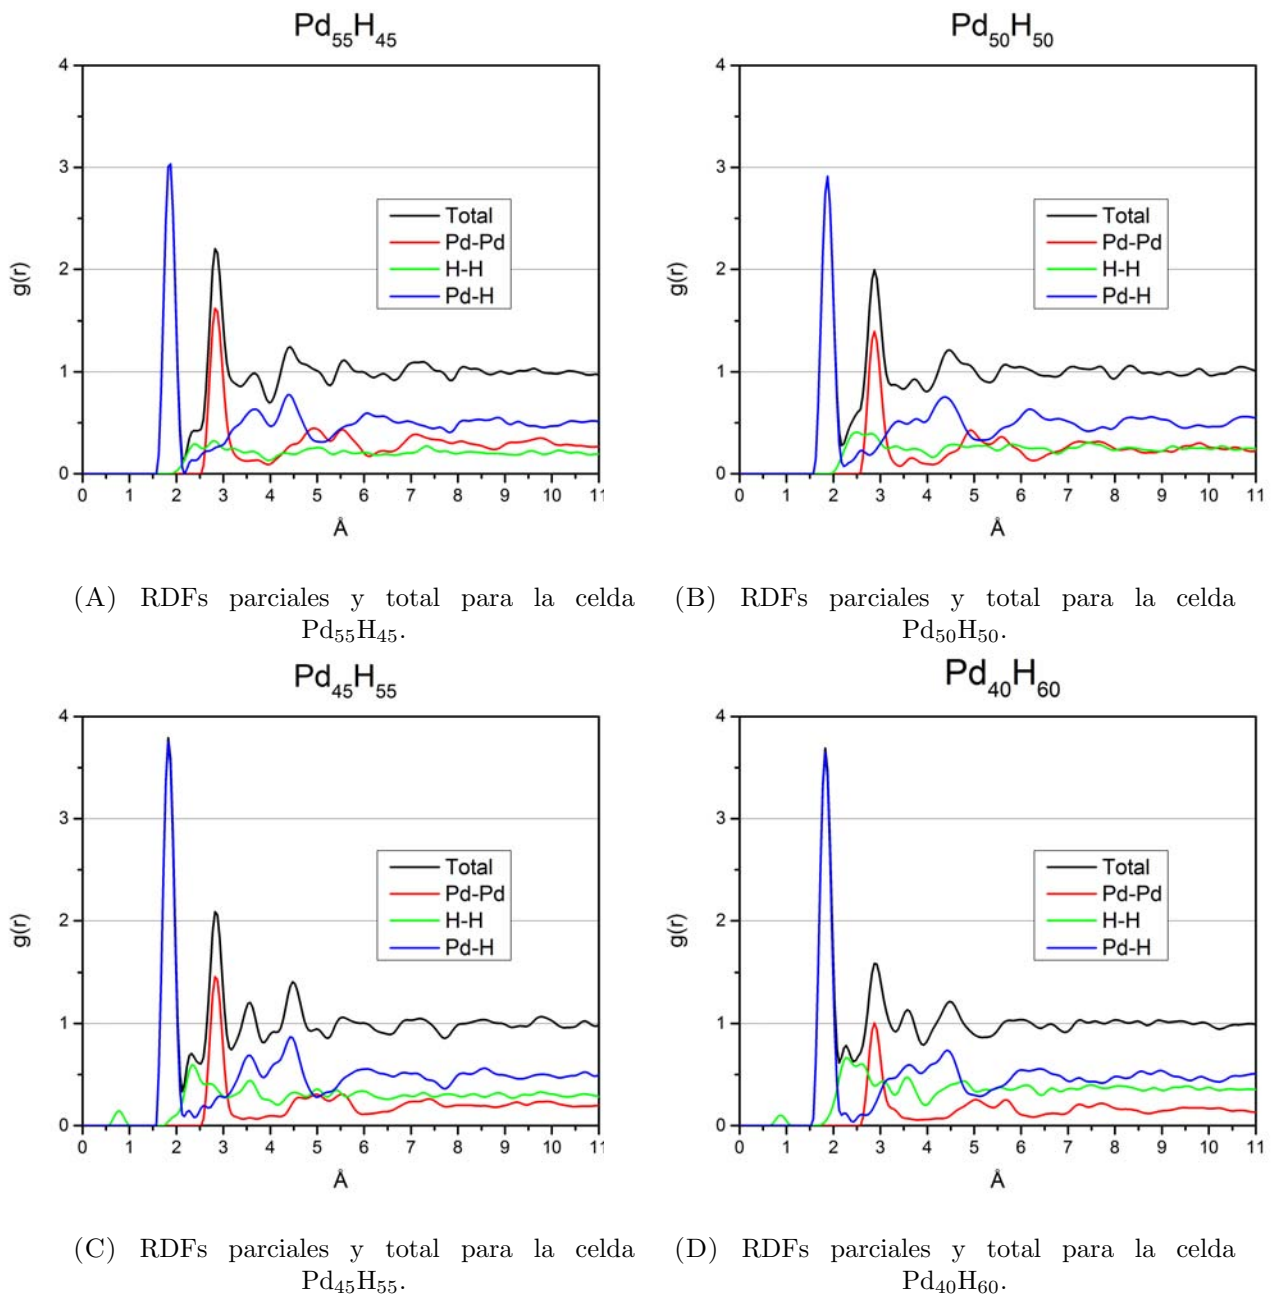 Pd₅₅H₄₅
4
3
2
1
0
g(r)
Total
Pd-Pd
H-H
Pd-H
0 1 2 3 4 5 6 7 8 9 10 11
Å
(A) RDFs parciales y total para la celda
Pd₅₅H₄₅.
Pd₅₀H₅₀
4
3
2
1
0
g(r)
Total
Pd-Pd
H-H
Pd-H
0 1 2 3 4 5 6 7 8 9 10 11
Å
(B) RDFs parciales y total para la celda
Pd₅₀H₅₀.
Pd₄₅H₅₅
4
3
2
1
0
g(r)
Total
Pd-Pd
H-H
Pd-H
0 1 2 3 4 5 6 7 8 9 10 11
Å
(C) RDFs parciales y total para la celda
Pd₄₅H₅₅.
Pd₄₀H₆₀
4
3
2
1
0
g(r)
Total
Pd-Pd
H-H
Pd-H
0 1 2 3 4 5 6 7 8 9 10 11
Å
(D) RDFs parciales y total para la celda
Pd₄₀H₆₀.